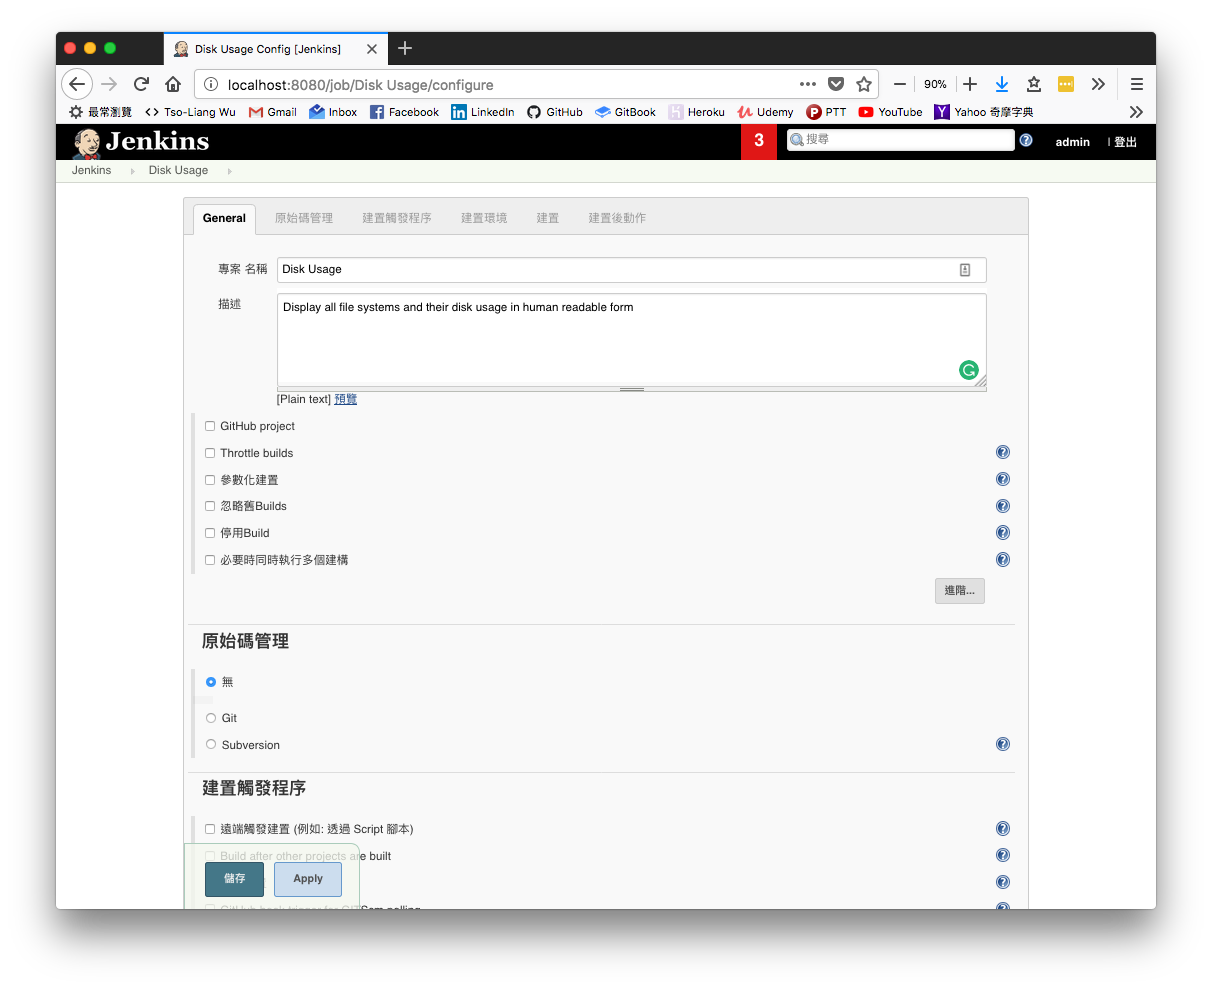 Disk Usage Config [Jenkins]
localhost:8080/job/Disk Usage/configure
90%
最常瀏覽 Tso-Liang Wu Gmail Inbox Facebook LinkedIn GitHub GitBook Heroku Udemy PTT YouTube Yahoo 奇摩字典
Jenkins 3 搜尋 admin | 登出
Jenkins Disk Usage
General 原始碼管理 建置觸發程序 建置環境 建置 建置後動作
專案 名稱 Disk Usage
描述 Display all file systems and their disk usage in human readable form
[Plain text] 預覽
GitHub project
Throttle builds
參數化建置
忽略舊Builds
停用Build
必要時同時執行多個建構
進階...
原始碼管理
無
Git
Subversion
建置觸發程序
遠端觸發建置 (例如: 透過 Script 腳本)
Build after other projects are built
儲存 Apply
GitHub hook trigger for GITScm polling